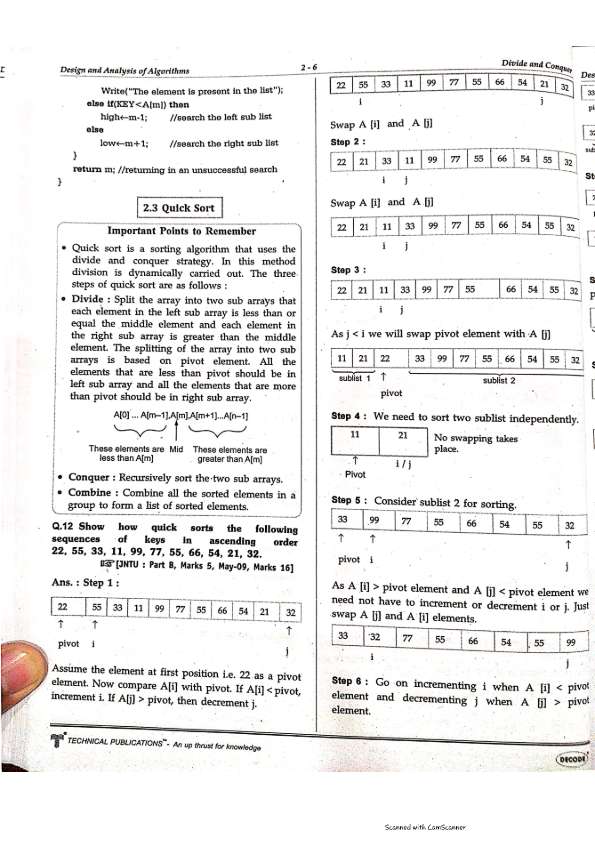 Design and Analysis of Algorithms
2 - 6
Divide and Conquer
Write("The element is present in the list");
else if(KEY<A[m]) then
high←m-1; //search the left sub list
else
low←m+1; //search the right sub list
}
return m; //returning in an unsuccessful search
}
2.3 Quick Sort
Important Points to Remember
• Quick sort is a sorting algorithm that uses the
divide and conquer strategy. In this method
division is dynamically carried out. The three
steps of quick sort are as follows :
• Divide : Split the array into two sub arrays that
each element in the left sub array is less than or
equal the middle element and each element in
the right sub array is greater than the middle
element. The splitting of the array into two sub
arrays is based on pivot element. All the
elements that are less than pivot should be in
left sub array and all the elements that are more
than pivot should be in right sub array.
A[0] ... A[m–1],A[m],A[m+1]...A[n–1]
These elements are Mid These elements are
less than A[m] greater than A[m]
• Conquer : Recursively sort the two sub arrays.
• Combine : Combine all the sorted elements in a
group to form a list of sorted elements.
Q.12 Show how quick sorts the following
sequences of keys in ascending order
22, 55, 33, 11, 99, 77, 55, 66, 54, 21, 32.
[JNTU : Part B, Marks 5, May-09, Marks 16]
Ans. : Step 1 :
22 55 33 11 99 77 55 66 54 21 32
↑ ↑ ↑
pivot i j
Assume the element at first position i.e. 22 as a pivot
element. Now compare A[i] with pivot. If A[i] < pivot,
increment i. If A[j] > pivot, then decrement j.
22 55 33 11 99 77 55 66 54 21 32
i j
Swap A [i] and A [j]
Step 2 :
22 21 33 11 99 77 55 66 54 55 32
i j
Swap A [i] and A [j]
22 21 11 33 99 77 55 66 54 55 32
i j
Step 3 :
22 21 11 33 99 77 55 66 54 55 32
i j
As j < i we will swap pivot element with A [j]
11 21 22 33 99 77 55 66 54 55 32
sublist 1 ↑ sublist 2
pivot
Step 4 : We need to sort two sublist independently.
11 21 No swapping takes
place.
↑ i / j
Pivot
Step 5 : Consider sublist 2 for sorting.
33 99 77 55 66 54 55 32
↑ ↑ ↑
pivot i j
As A [i] > pivot element and A [j] < pivot element we
need not have to increment or decrement i or j. Just
swap A [j] and A [i] elements.
33 32 77 55 66 54 55 99
i j
Step 6 : Go on incrementing i when A [i] < pivot
element and decrementing j when A [j] > pivot
element.
TECHNICAL PUBLICATIONS™ - An up thrust for knowledge
DECODE
Scanned with CamScanner